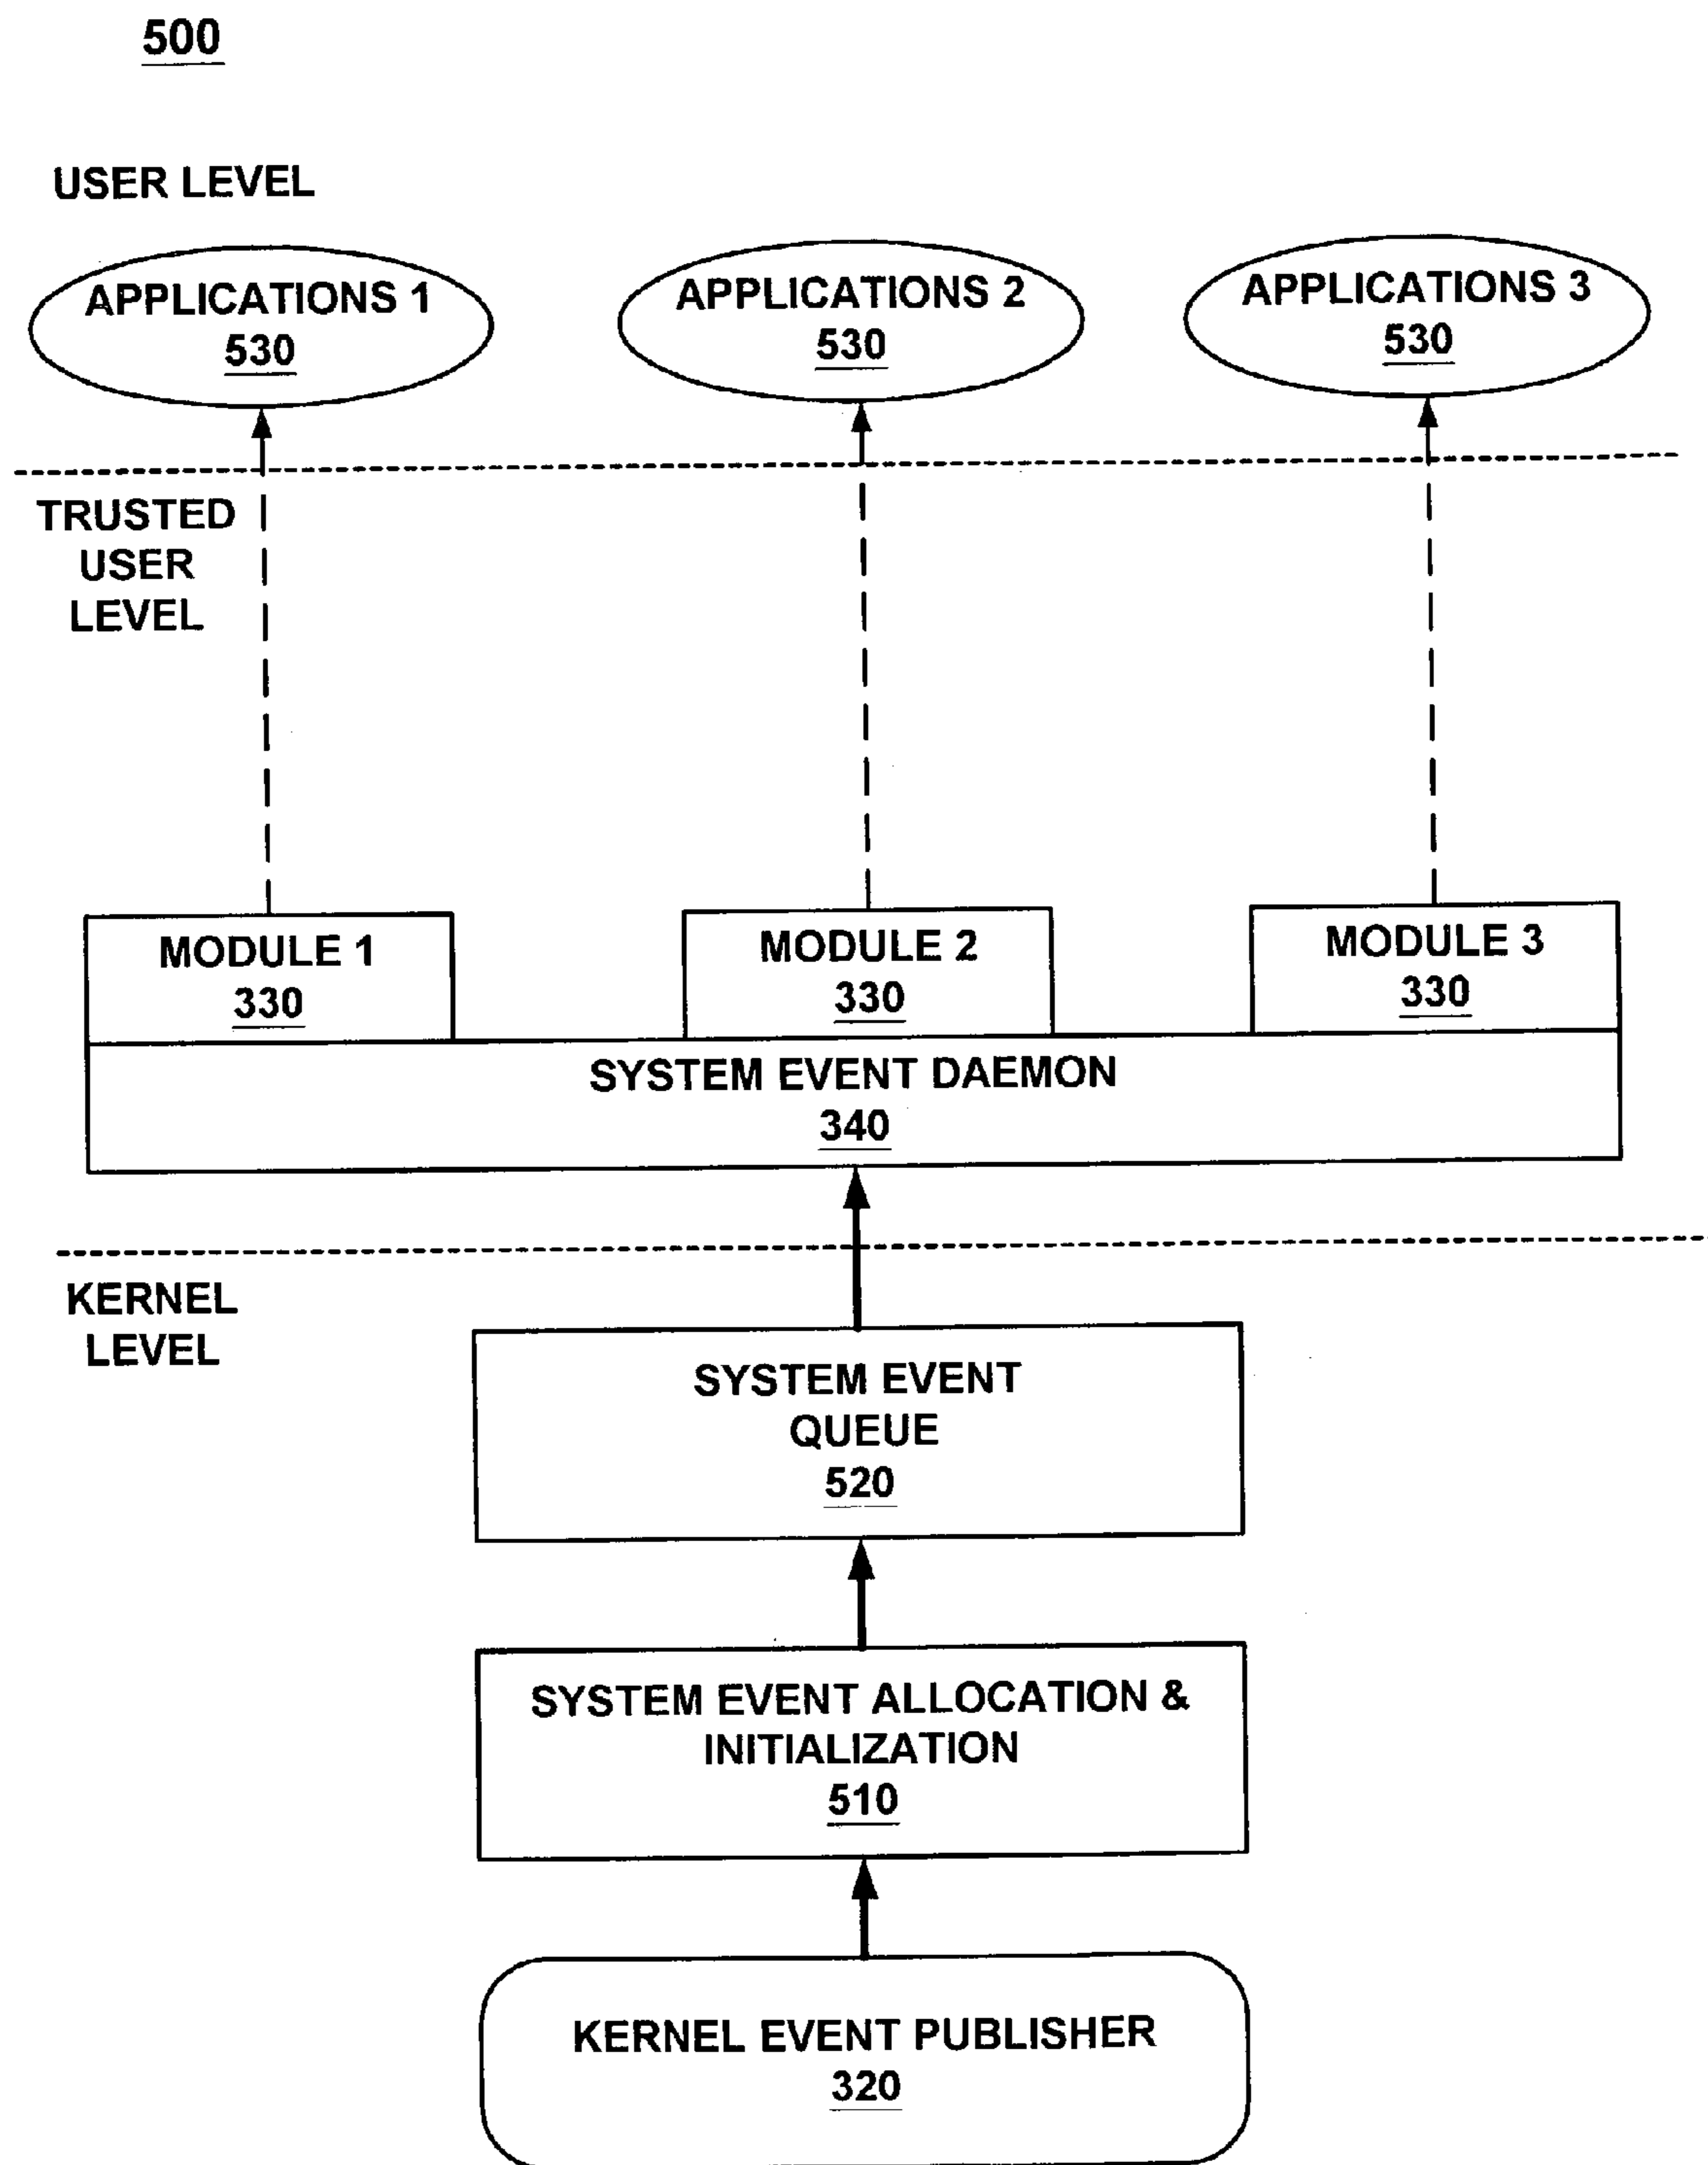 500
USER LEVEL
APPLICATIONS 1
530
APPLICATIONS 2
530
APPLICATIONS 3
530
TRUSTED
USER
LEVEL
MODULE 1
330
MODULE 2
330
MODULE 3
330
SYSTEM EVENT DAEMON
340
KERNEL
LEVEL
SYSTEM EVENT
QUEUE
520
SYSTEM EVENT ALLOCATION &
INITIALIZATION
510
KERNEL EVENT PUBLISHER
320